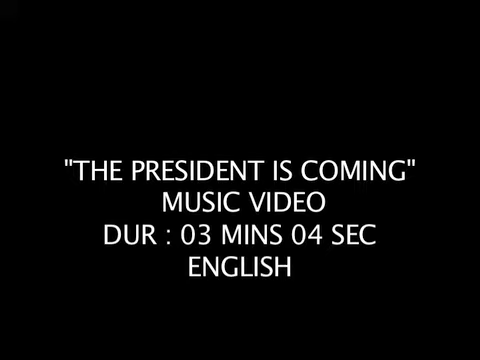 "THE PRESIDENT IS COMING"
MUSIC VIDEO
DUR : 03 MINS 04 SEC
ENGLISH